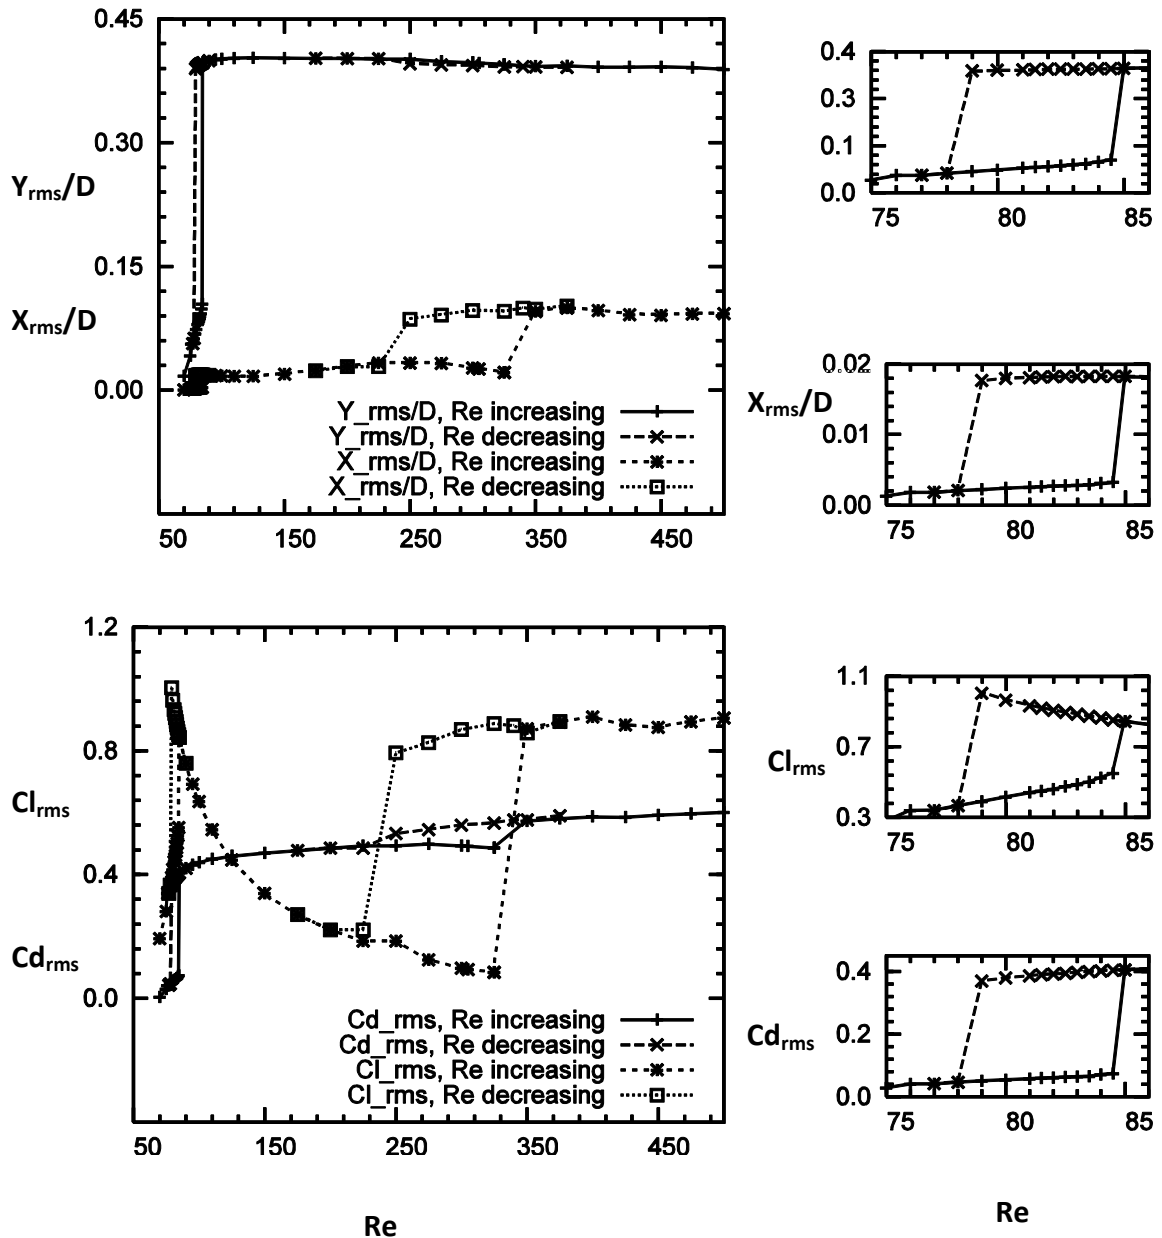 0.45
0.30
Y_rms/D
0.15
X_rms/D
0.00
Y_rms/D, Re increasing
Y_rms/D, Re decreasing
X_rms/D, Re increasing
X_rms/D, Re decreasing
50 150 250 350 450
0.4
0.3
0.1
0.0
75 80 85
0.02
X_rms/D
0.01
0.00
75 80 85
1.2
0.8
Cl_rms
0.4
Cd_rms
0.0
Cd_rms, Re increasing
Cd_rms, Re decreasing
Cl_rms, Re increasing
Cl_rms, Re decreasing
50 150 250 350 450
Re
1.1
0.7
Cl_rms
0.3
75 80 85
0.4
0.2
Cd_rms
0.0
75 80 85
Re